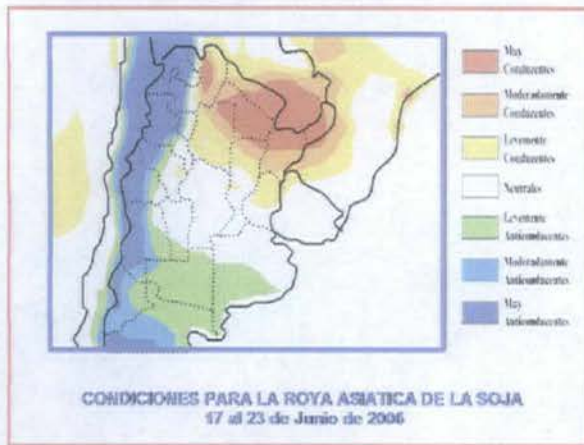 Muy
Conducentes
Moderadamente
Conducentes
Levemente
Conducentes
Neutrales
Levemente
Anticonducentes
Moderadamente
Anticonducentes
Muy
Anticonducentes
CONDICIONES PARA LA ROYA ASIATICA DE LA SOJA
17 al 23 de Junio de 2006